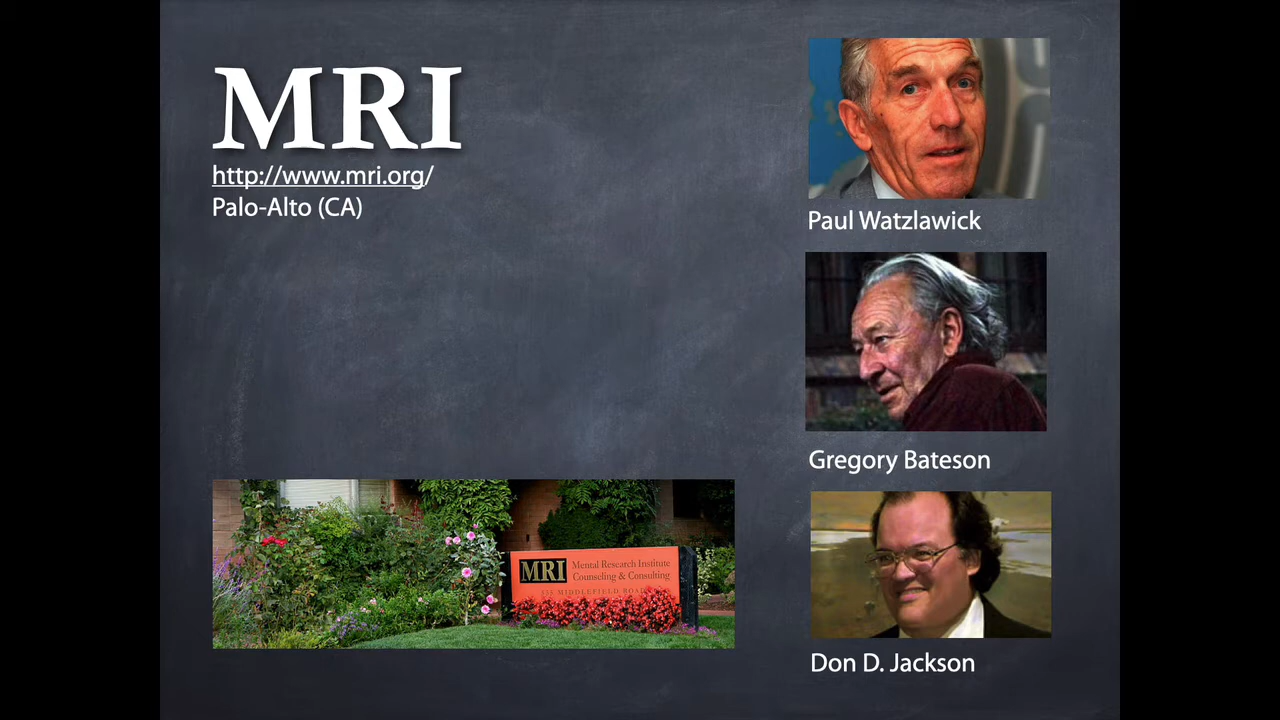 MRI
http://www.mri.org/
Palo-Alto (CA)
Paul Watzlawick
Gregory Bateson
MRI Mental Research Institute
Counseling & Consulting
555 MIDDLEFIELD ROAD
Don D. Jackson